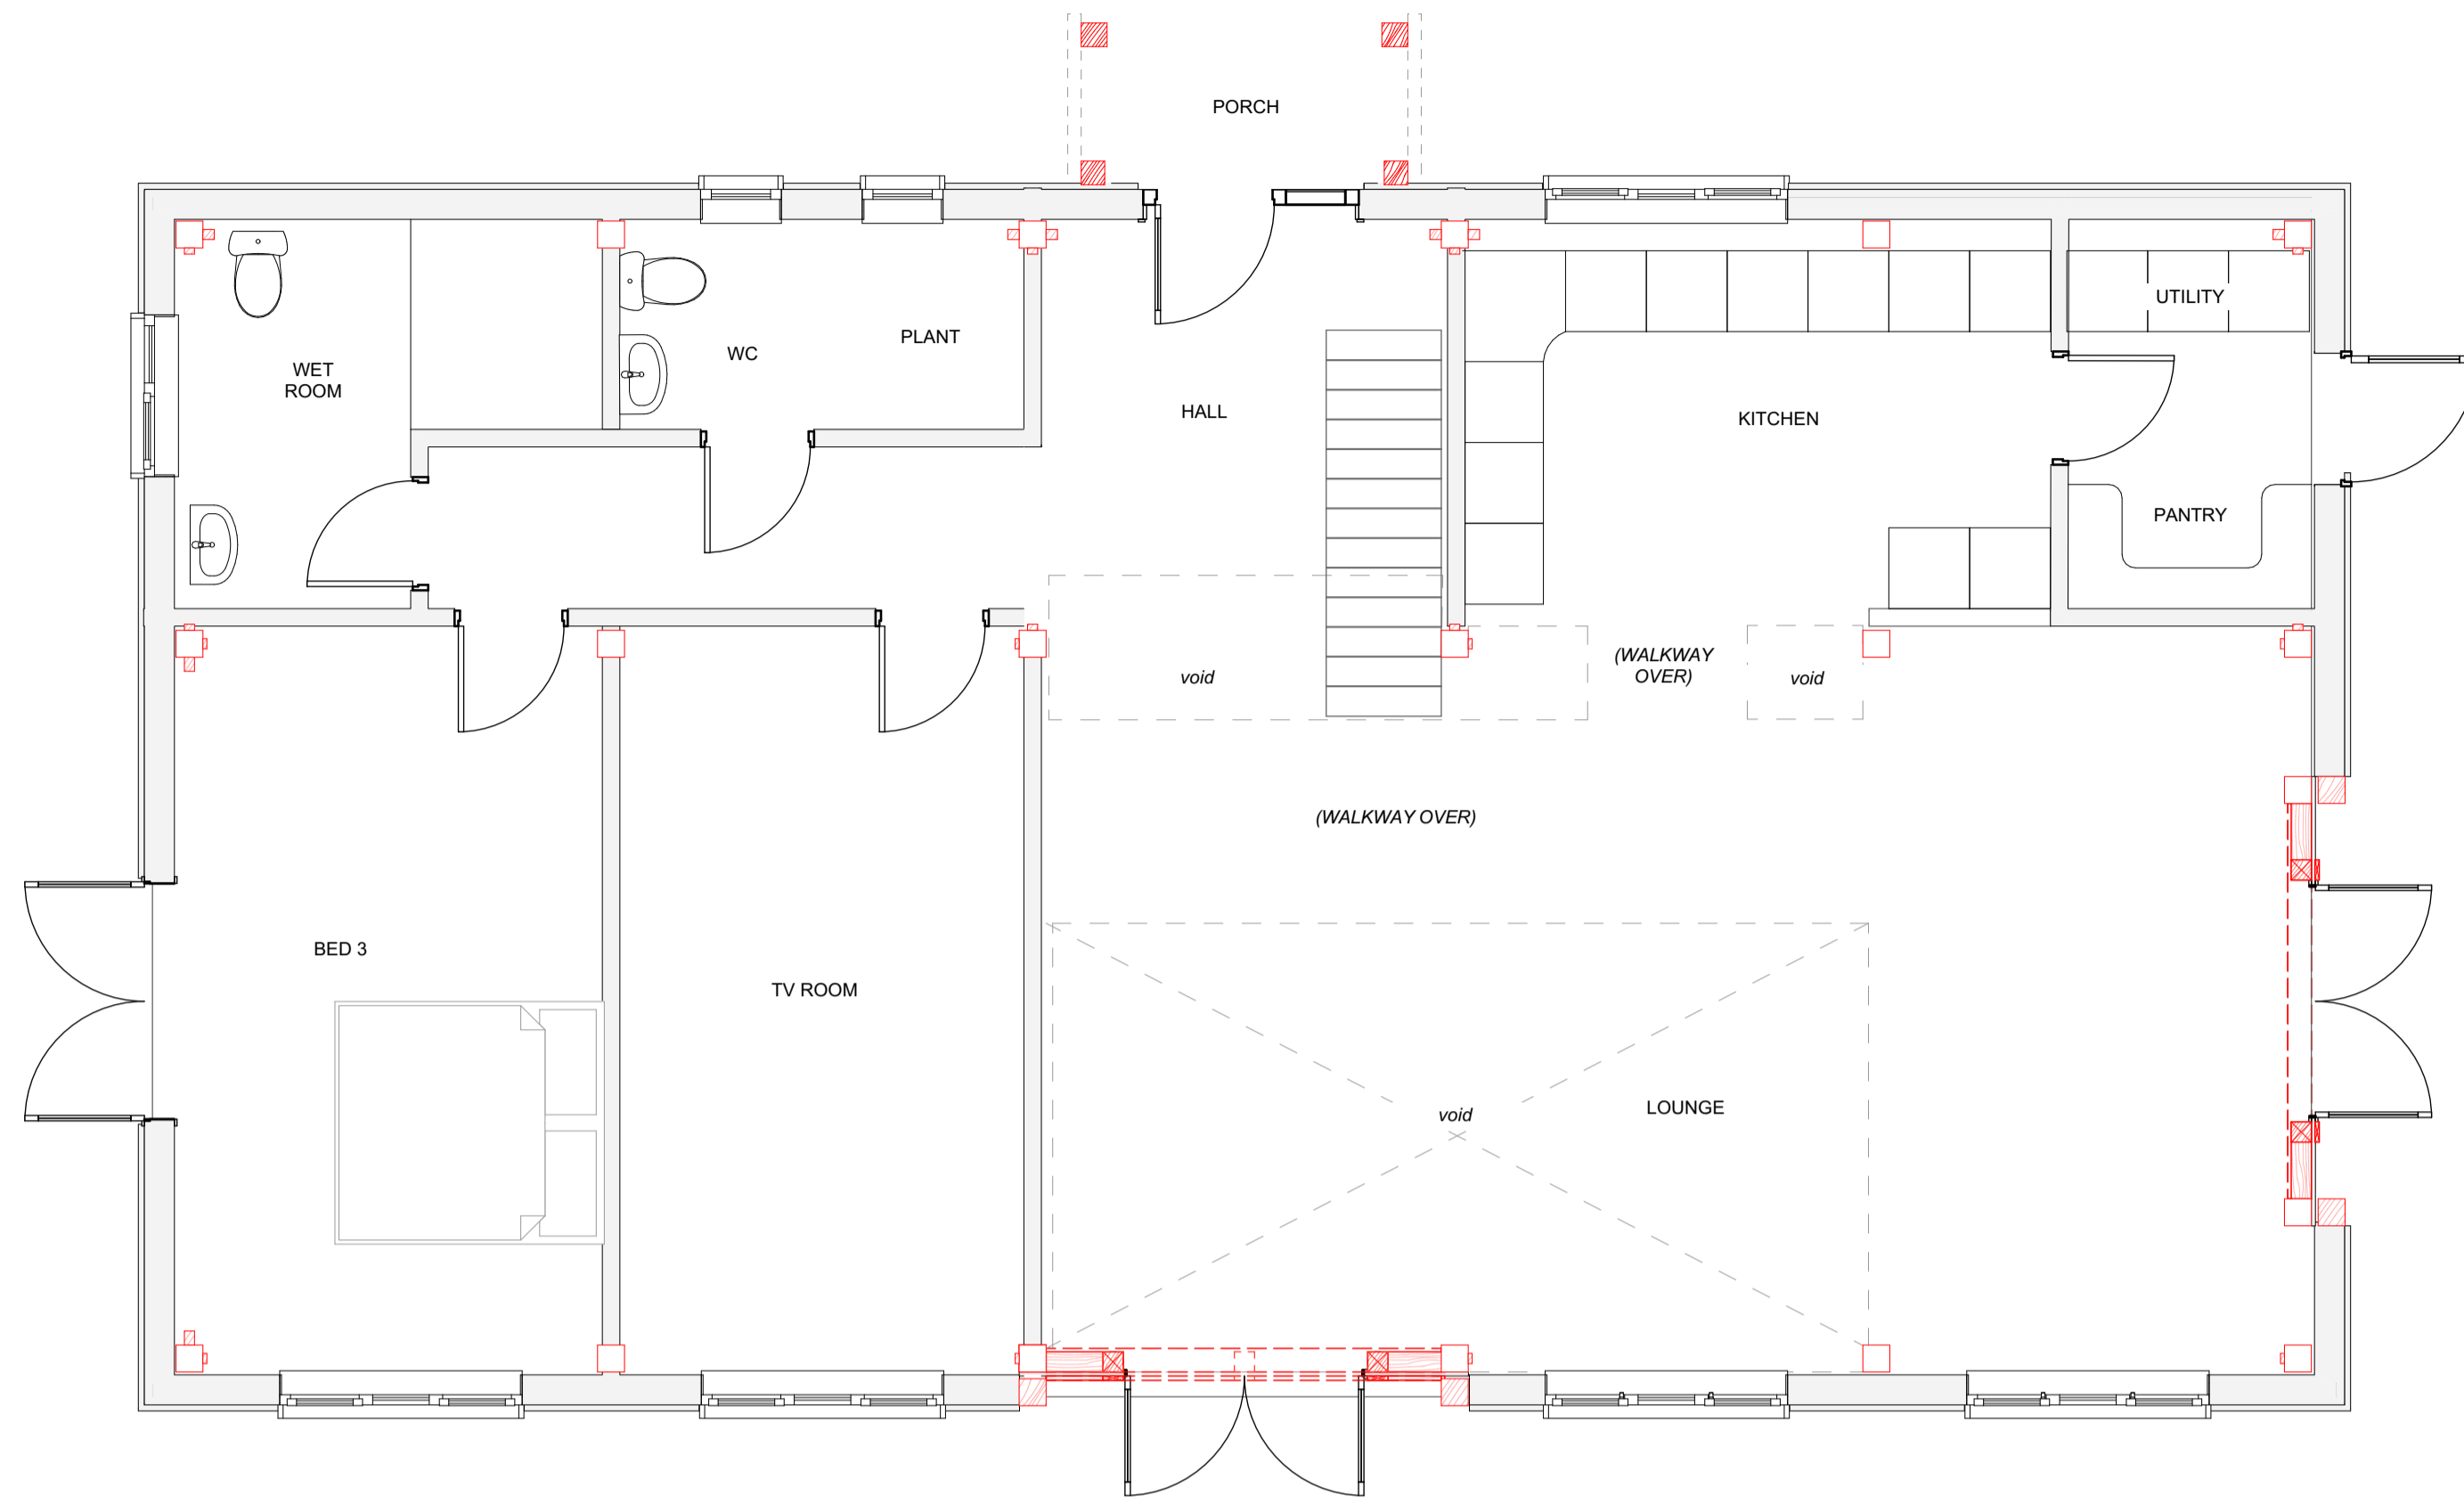 PORCH
UTILITY
PLANT
WC
WET
ROOM
HALL
KITCHEN
PANTRY
(WALKWAY
OVER)
void
void
(WALKWAY OVER)
BED 3
TV ROOM
LOUNGE
void